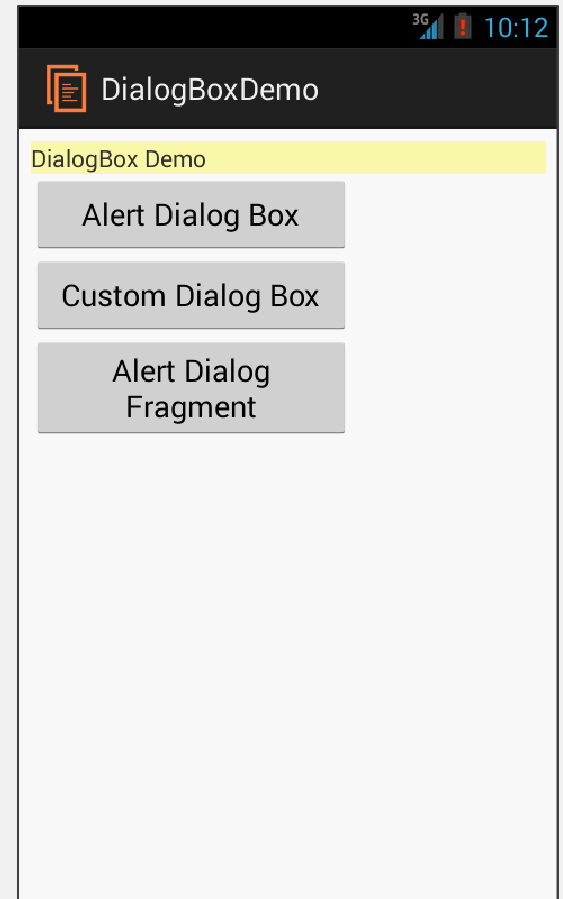 3G 10:12
DialogBoxDemo
DialogBox Demo
Alert Dialog Box
Custom Dialog Box
Alert Dialog
Fragment